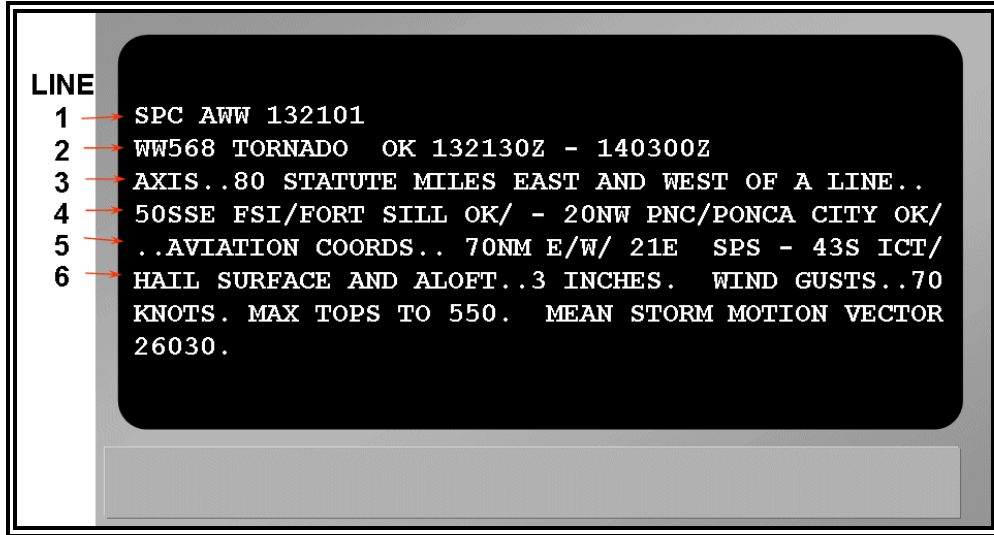 LINE
1 SPC AWW 132101
2 WW568 TORNADO OK 132130Z - 140300Z
3 AXIS..80 STATUTE MILES EAST AND WEST OF A LINE..
4 50SSE FSI/FORT SILL OK/ - 20NW PNC/PONCA CITY OK/
5 ..AVIATION COORDS.. 70NM E/W/ 21E SPS - 43S ICT/
6 HAIL SURFACE AND ALOFT..3 INCHES. WIND GUSTS..70
KNOTS. MAX TOPS TO 550. MEAN STORM MOTION VECTOR
26030.